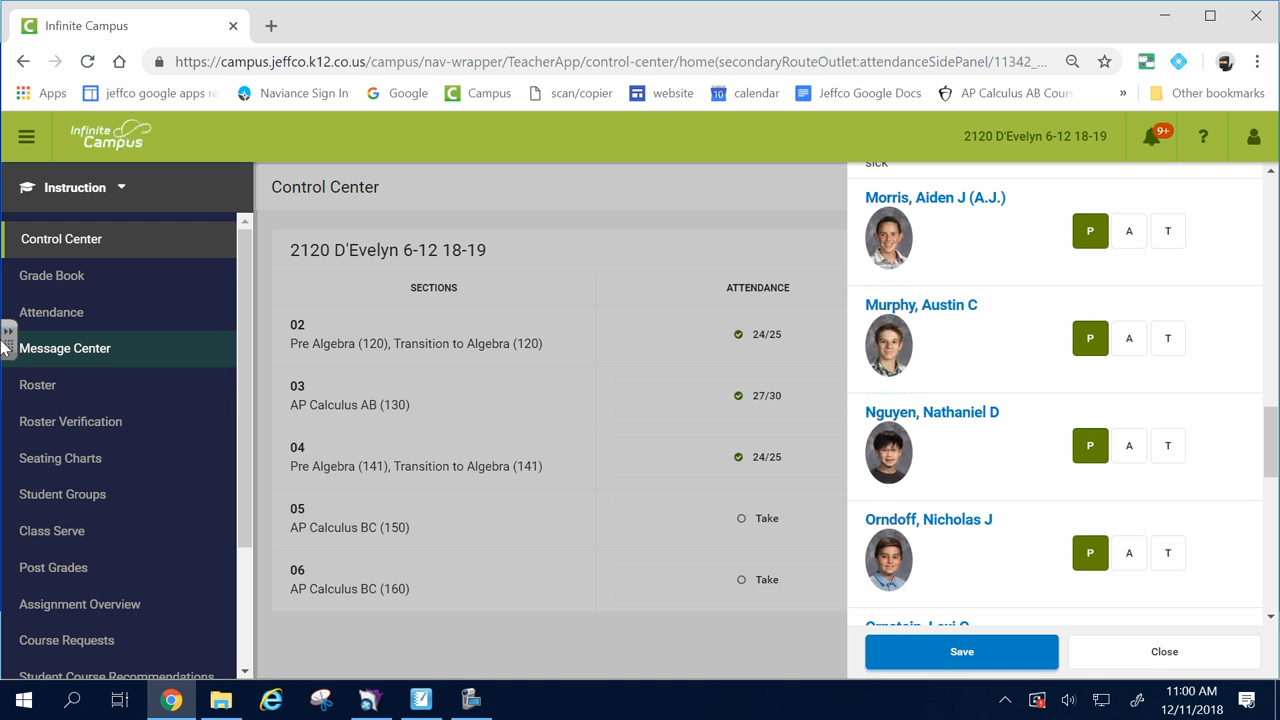 Infinite Campus
https://campus.jeffco.k12.co.us/campus/nav-wrapper/TeacherApp/control-center/home(secondaryRouteOutlet:attendanceSidePanel/11342_...
Apps jeffco google apps re Naviance Sign In Google Campus scan/copier website 10 calendar Jeffco Google Docs AP Calculus AB Cours » Other bookmarks
Infinite Campus
2120 D'Evelyn 6-12 18-19 9+ ?
Instruction
Control Center
Grade Book
Attendance
Message Center
Roster
Roster Verification
Seating Charts
Student Groups
Class Serve
Post Grades
Assignment Overview
Course Requests
Student Course Recommendations
Control Center
2120 D'Evelyn 6-12 18-19
SECTIONS ATTENDANCE
02
Pre Algebra (120), Transition to Algebra (120) 24/25
03
AP Calculus AB (130) 27/30
04
Pre Algebra (141), Transition to Algebra (141) 24/25
05
AP Calculus BC (150) Take
06
AP Calculus BC (160) Take
sick
Morris, Aiden J (A.J.)
P A T
Murphy, Austin C
P A T
Nguyen, Nathaniel D
P A T
Orndoff, Nicholas J
P A T
Save Close
11:00 AM
12/11/2018